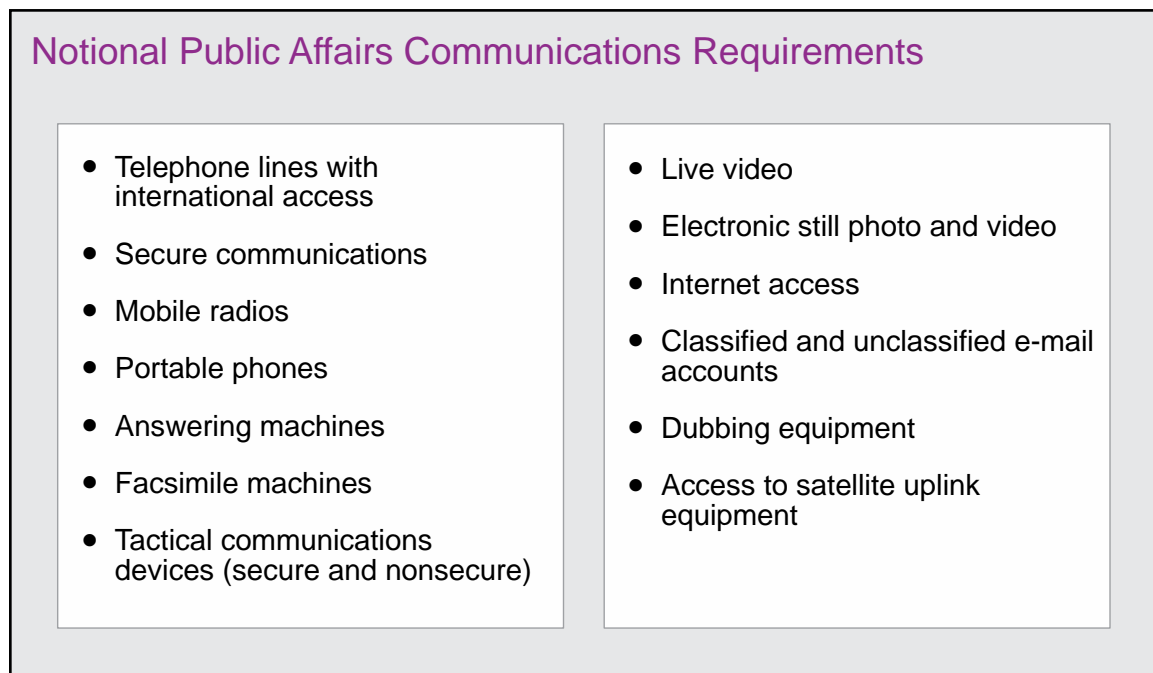 Notional Public Affairs Communications Requirements
• Telephone lines with
international access
• Secure communications
• Mobile radios
• Portable phones
• Answering machines
• Facsimile machines
• Tactical communications
devices (secure and nonsecure)
• Live video
• Electronic still photo and video
• Internet access
• Classified and unclassified e-mail
accounts
• Dubbing equipment
• Access to satellite uplink
equipment